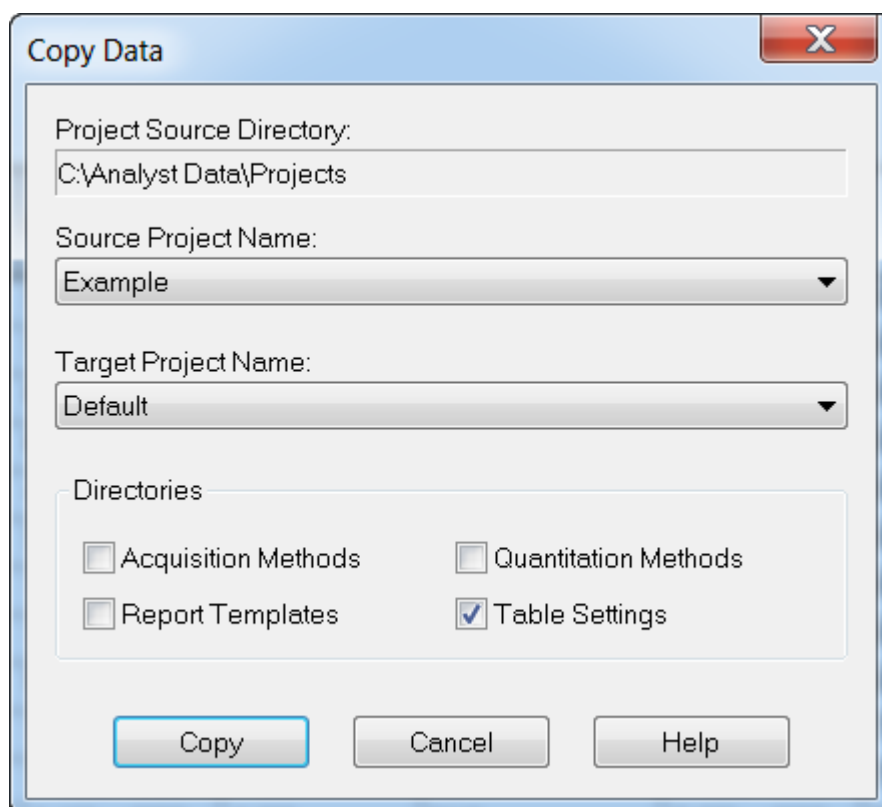 Copy Data
Project Source Directory:
C:\Analyst Data\Projects
Source Project Name:
Example
Target Project Name:
Default
Directories
Acquisition Methods
Quantitation Methods
Report Templates
Table Settings
Copy
Cancel
Help